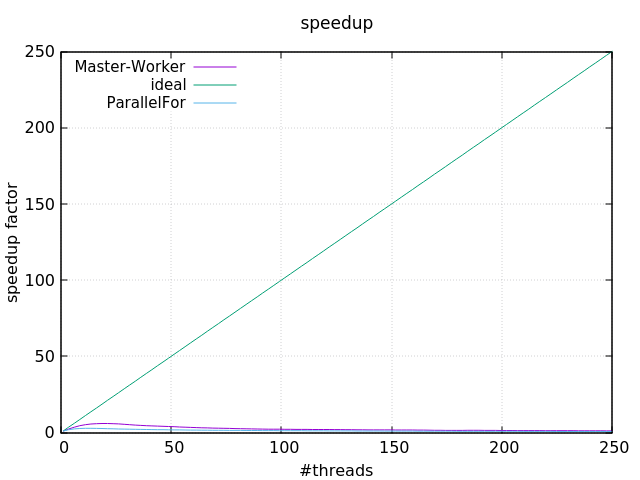 speedup
250
200
150
100
50
0
speedup factor
Master-Worker
ideal
ParallelFor
0 50 100 150 200 250
#threads